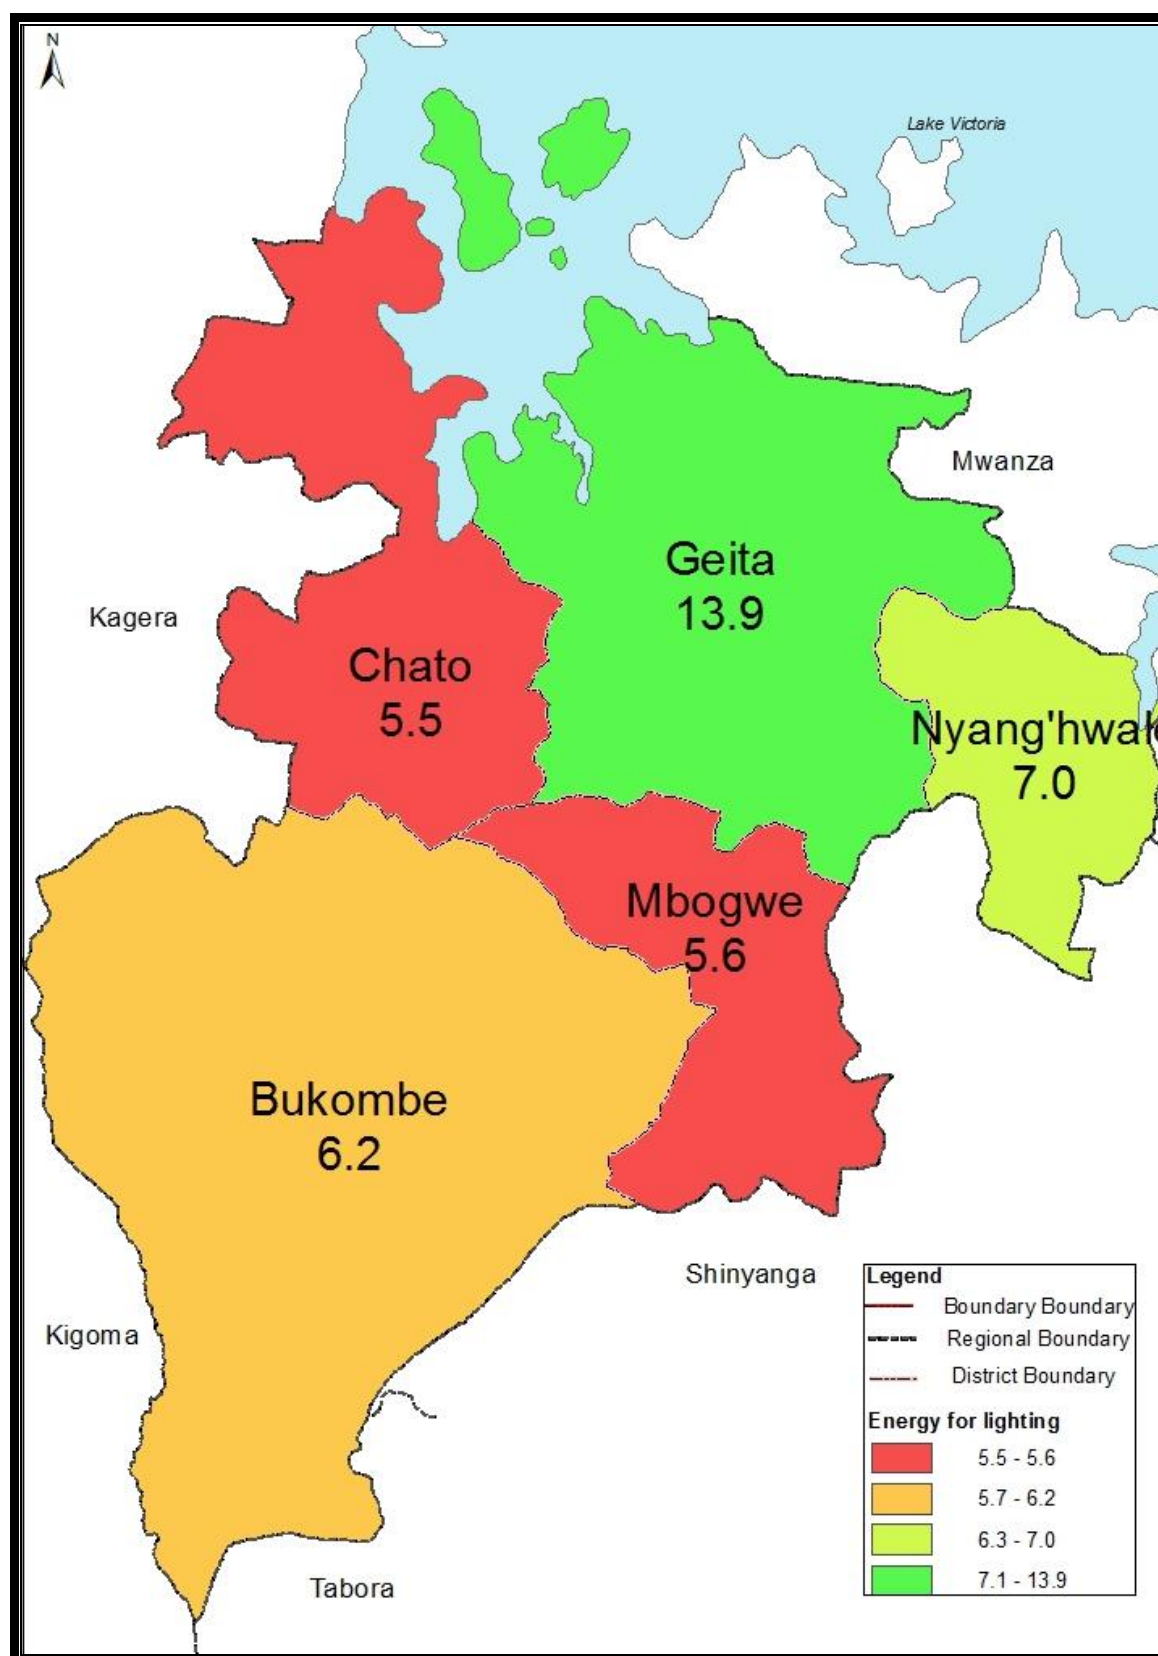 N
Lake Victoria
Mwanza
Geita
13.9
Kagera
Chato
5.5
Nyang'hwale
7.0
Mbogwe
5.6
Bukombe
6.2
Shinyanga
Kigoma
Tabora
Legend
Boundary Boundary
Regional Boundary
District Boundary
Energy for lighting
5.5 - 5.6
5.7 - 6.2
6.3 - 7.0
7.1 - 13.9